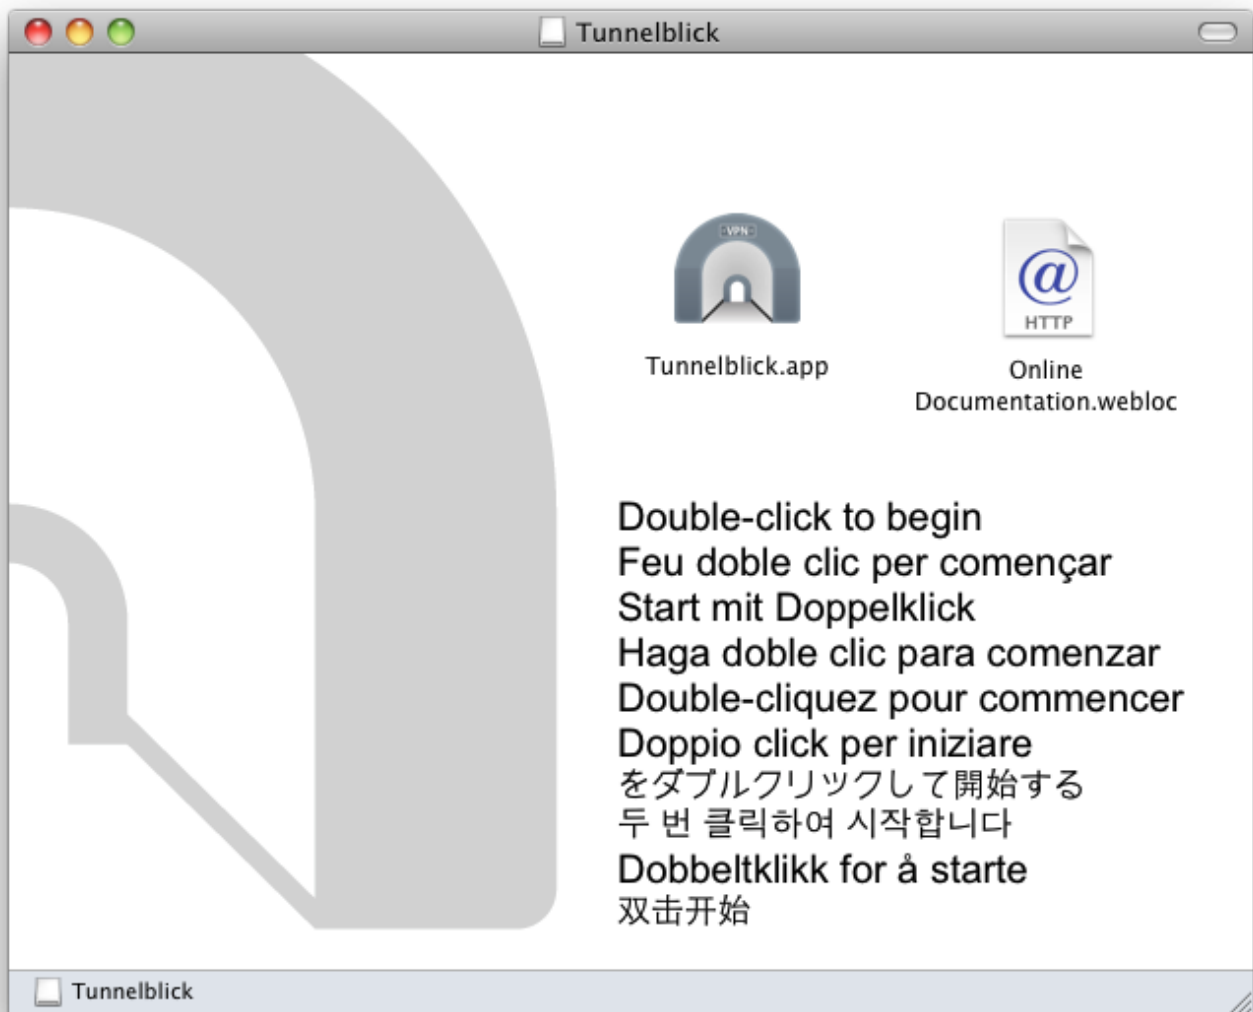 Tunnelblick
VPN
Tunnelblick.app
HTTP
Online
Documentation.webloc
Double-click to begin
Feu doble clic per començar
Start mit Doppelklick
Haga doble clic para comenzar
Double-cliquez pour commencer
Doppio click per iniziare
をダブルクリックして開始する
두 번 클릭하여 시작합니다
Dobbeltklikk for å starte
双击开始
Tunnelblick